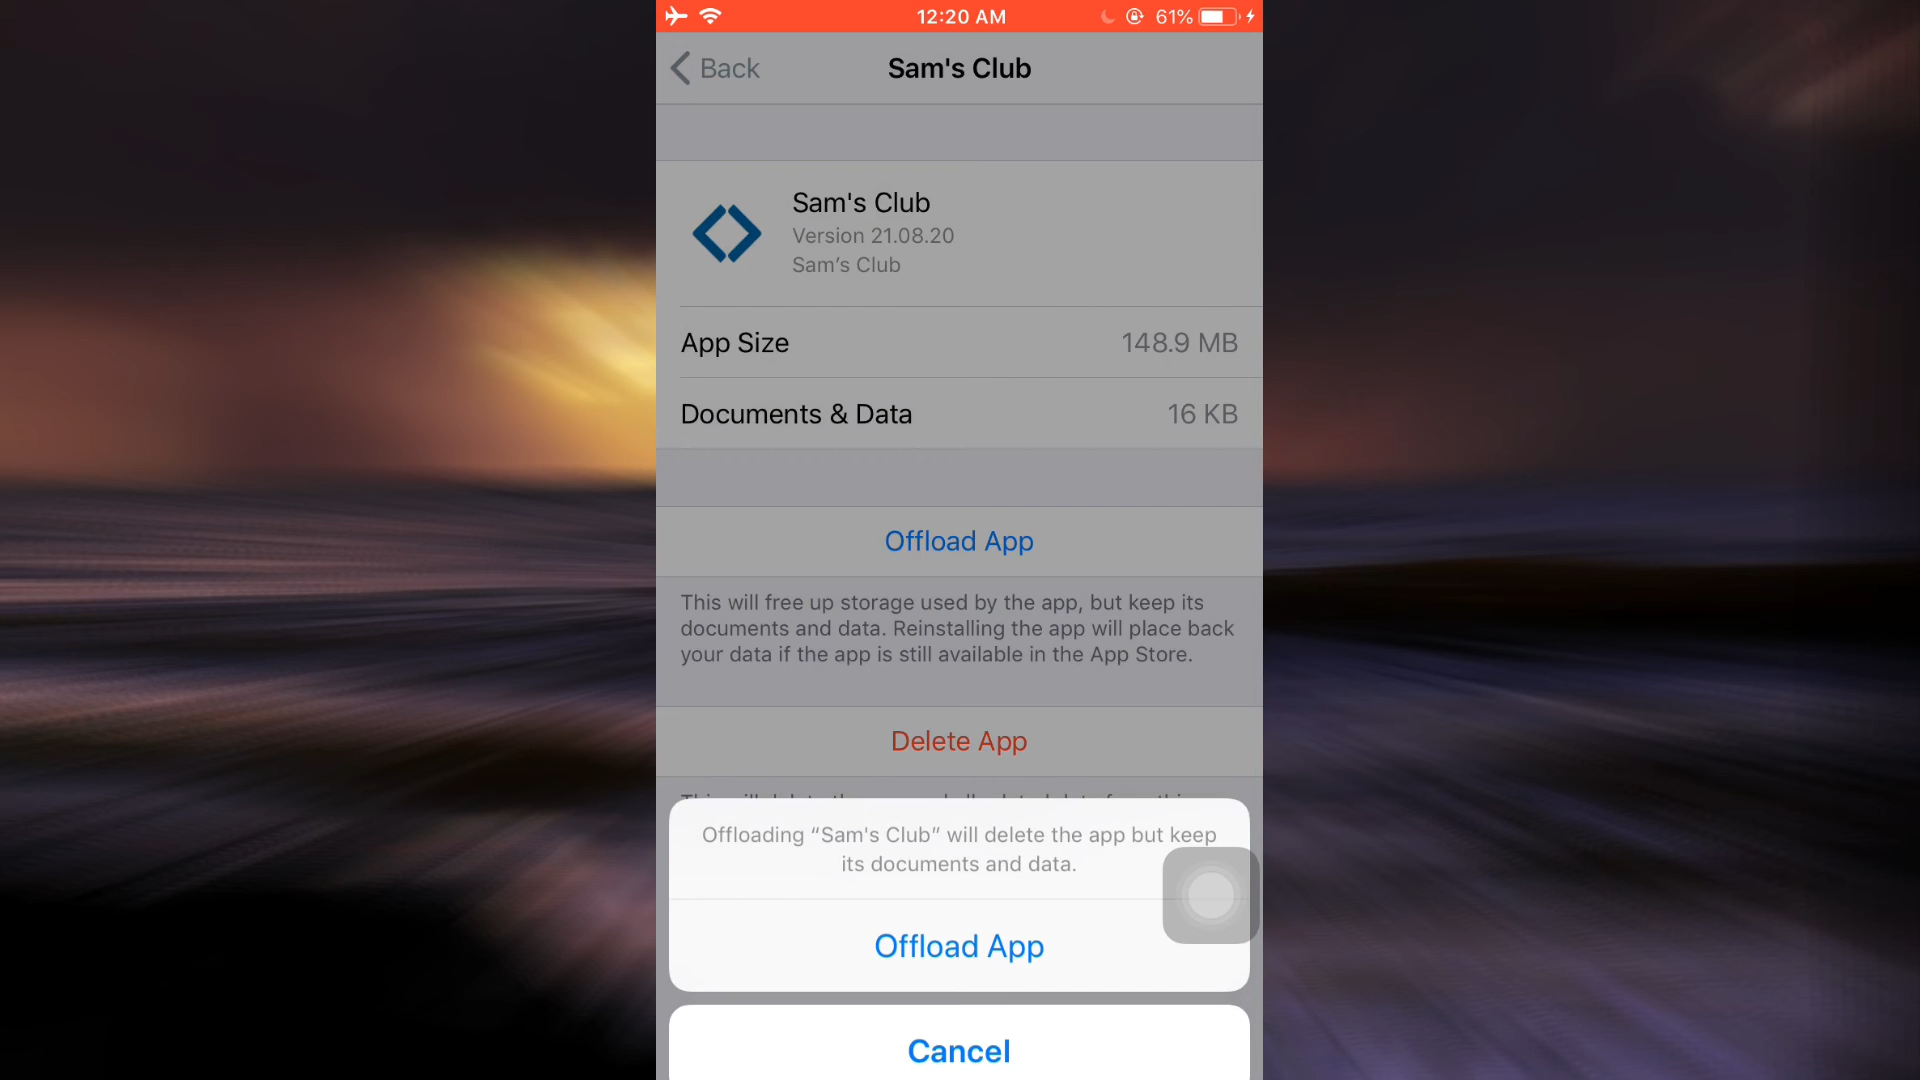 12:20 AM
61%
Back
Sam's Club
Sam's Club
Version 21.08.20
Sam’s Club
App Size
148.9 MB
Documents & Data
16 KB
Offload App
This will free up storage used by the app, but keep its
documents and data. Reinstalling the app will place back
your data if the app is still available in the App Store.
Delete App
Offloading “Sam's Club” will delete the app but keep
its documents and data.
Offload App
Cancel